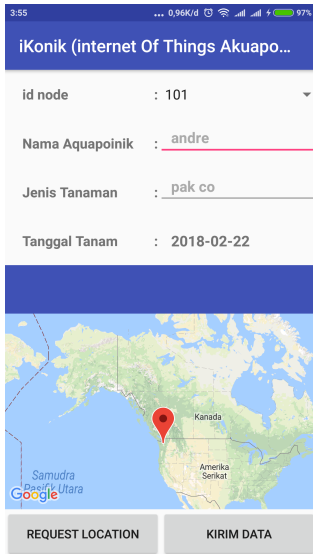 3:55 ... 0,96K/d 97%
iKonik (internet Of Things Akuapo...
id node : 101
Nama Aquapoinik : andre
Jenis Tanaman : pak co
Tanggal Tanam : 2018-02-22
Kanada
Amerika
Serikat
Samudra
Pasifik Utara
Google
REQUEST LOCATION KIRIM DATA